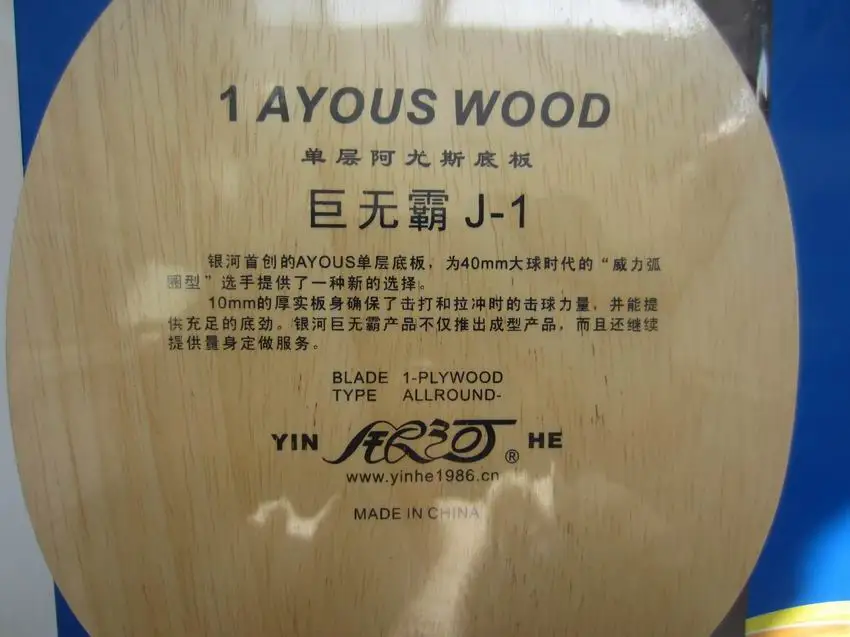 1 AYOUS WOOD
单层阿尤斯底板
巨无霸 J-1
银河首创的AYOUS单层底板，为40mm大球时代的“威力弧
圈型”选手提供了一种新的选择。
10mm的厚实板身确保了击打和拉冲时的击球力量，并能提
供充足的底劲。银河巨无霸产品不仅推出成型产品，而且还继续
提供量身定做服务。
BLADE 1-PLYWOOD
TYPE ALLROUND-
YIN 银河® HE
www.yinhe1986.cn
MADE IN CHINA